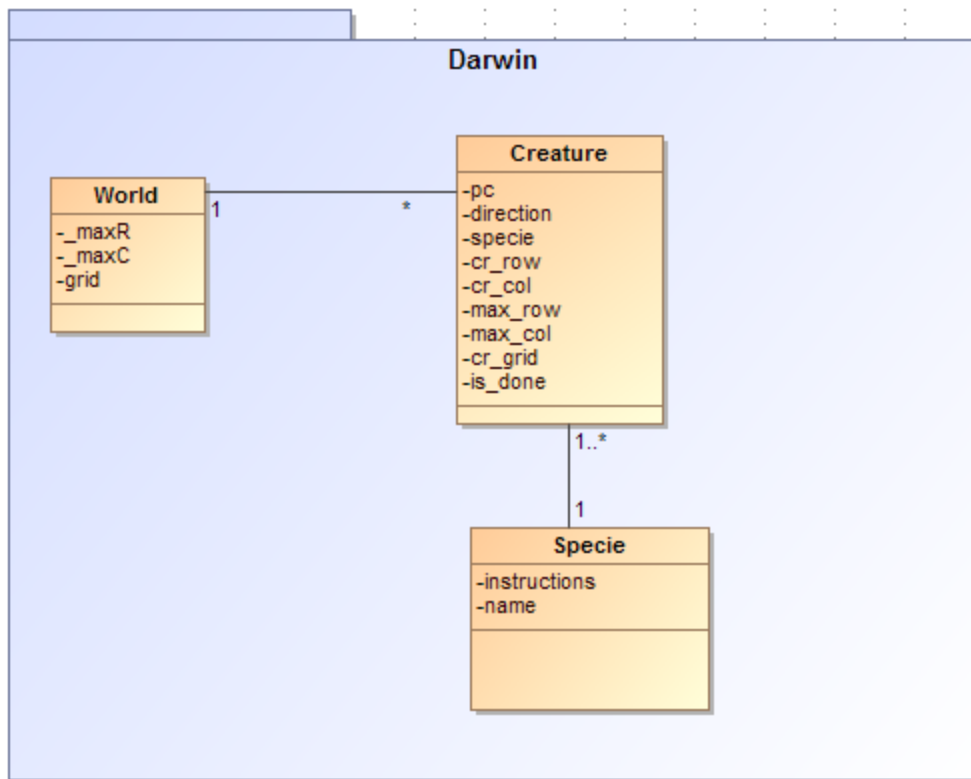 Darwin
World
-_maxR
-_maxC
-grid
1
*
Creature
-pc
-direction
-specie
-cr_row
-cr_col
-max_row
-max_col
-cr_grid
-is_done
1..*
1
Specie
-instructions
-name